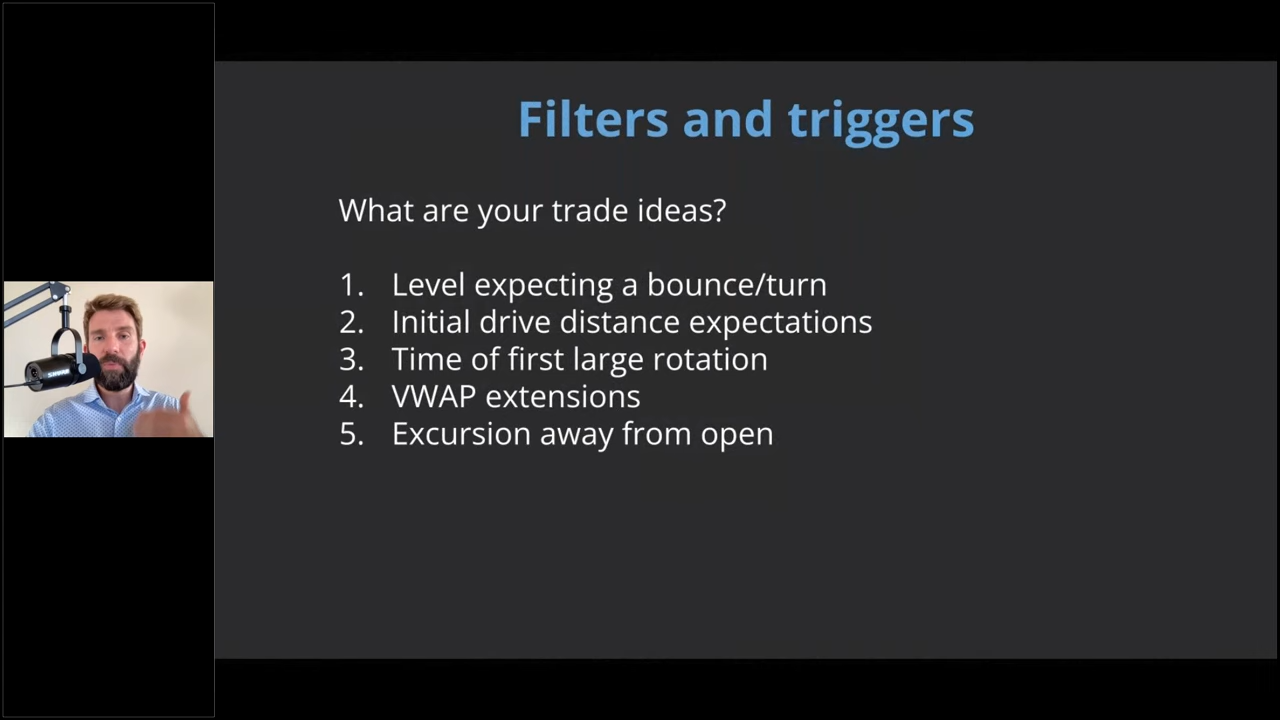 Filters and triggers
What are your trade ideas?
1. Level expecting a bounce/turn
2. Initial drive distance expectations
3. Time of first large rotation
4. VWAP extensions
5. Excursion away from open
SHURE